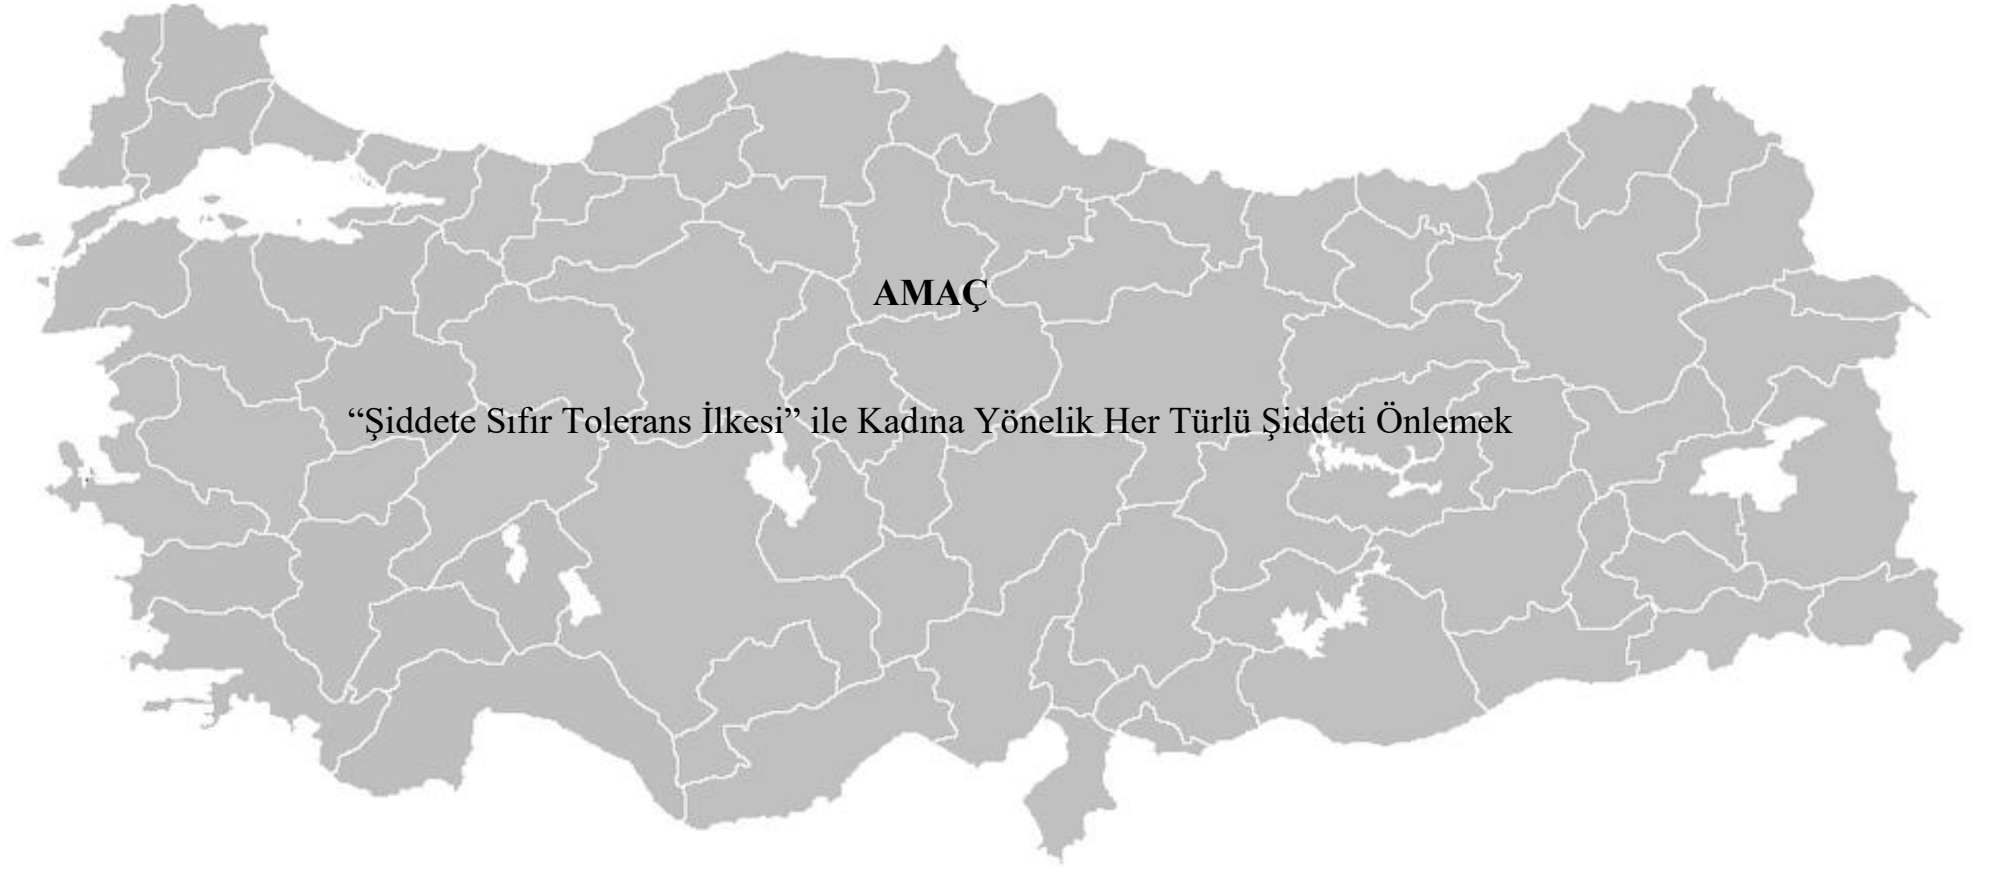 AMAÇ
“Şiddete Sıfır Tolerans İlkesi” ile Kadına Yönelik Her Türlü Şiddeti Önlemek